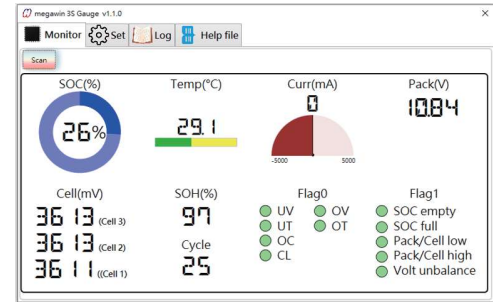 megawin 3S Gauge v1.1.0
Monitor Set Log Help file
Scan
SOC(%) Temp(°C) Curr(mA) Pack(V)
26% 29.1 0 10.84
-5000 5000
Cell(mV) SOH(%) Flag0 Flag1
3613 (Cell 3) 97 UV OV SOC empty
UT OT SOC full
3613 (Cell 2) Cycle OC Pack/Cell low
CL Pack/Cell high
3611 ((Cell 1) 25 Volt unbalance